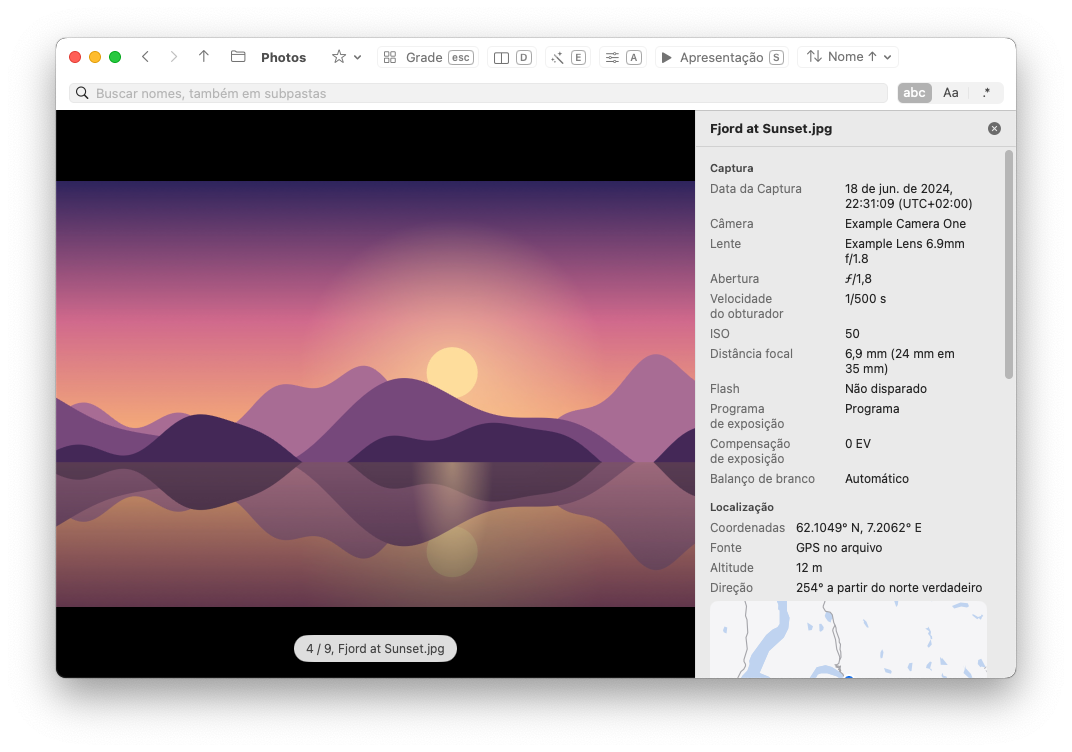 Photos
Grade esc
D
E
A
Apresentação S
Nome
Buscar nomes, também em subpastas
abc Aa .*
Fjord at Sunset.jpg
Captura
Data da Captura 18 de jun. de 2024,
22:31:09 (UTC+02:00)
Câmera Example Camera One
Lente Example Lens 6.9mm
f/1.8
Abertura ƒ/1,8
Velocidade 1/500 s
do obturador
ISO 50
Distância focal 6,9 mm (24 mm em
35 mm)
Flash Não disparado
Programa Programa
de exposição
Compensação 0 EV
de exposição
Balanço de branco Automático
Localização
Coordenadas 62.1049° N, 7.2062° E
Fonte GPS no arquivo
Altitude 12 m
Direção 254° a partir do norte verdadeiro
4 / 9, Fjord at Sunset.jpg